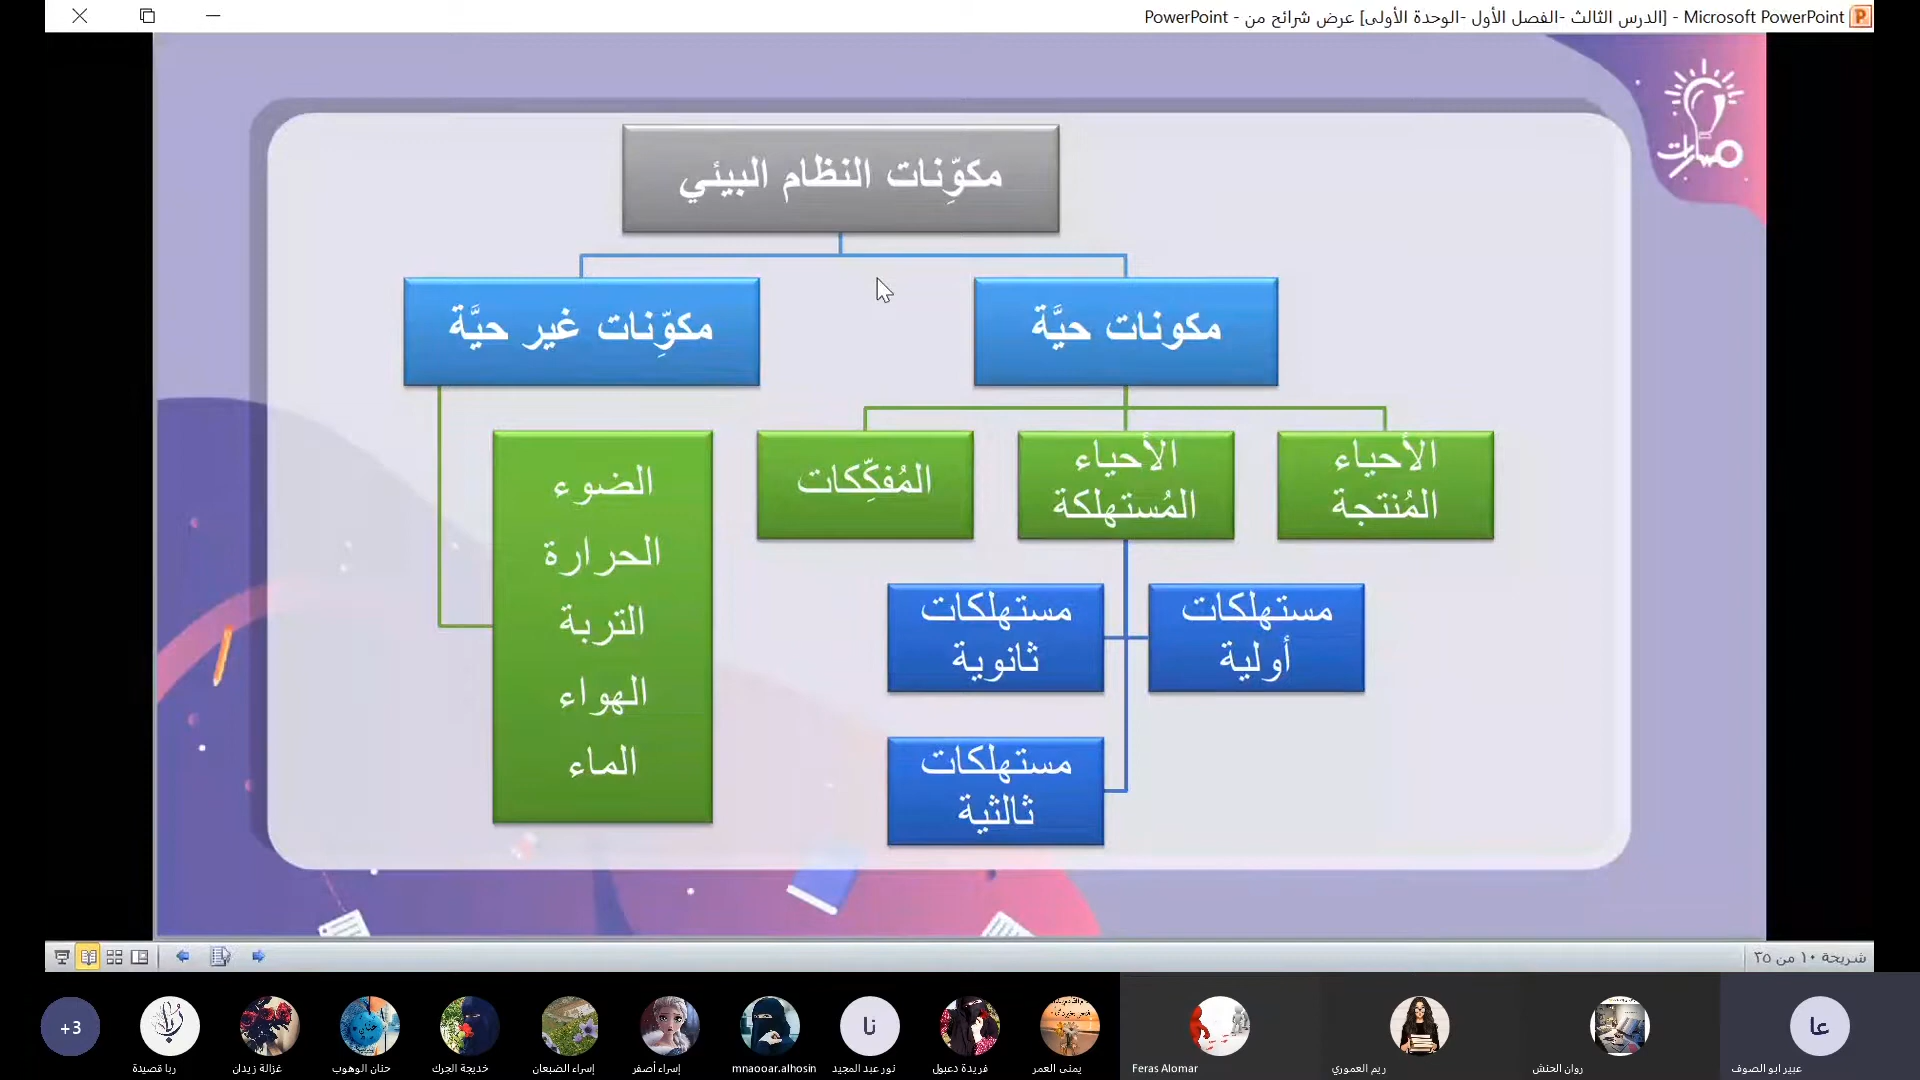 PowerPoint - [الدرس الثالث -الفصل الأول -الوحدة الأولى] عرض شرائح من - Microsoft PowerPoint
مسارات
مكوِّنات النظام البيئي
مكونات حيَّة
مكوِّنات غير حيَّة
الأحياء
المُنتجة
الأحياء
المُستهلكة
المُفكِّكات
مستهلكات
أولية
مستهلكات
ثانوية
مستهلكات
ثالثية
الضوء
الحرارة
التربة
الهواء
الماء
شريحة ١٠ من ٣٥
عا
عبير ابو الصوف
روان الحنش
ريم العموري
Feras Alomar
يمنى العمر
فريدة دعبول
نا
نور عبد المجيد
mnaooar.alhosin
إسراء أصفر
إسراء الضبعان
خديجة الجرك
حنان الوهوب
غزالة زيدان
ربا قصيدة
+3